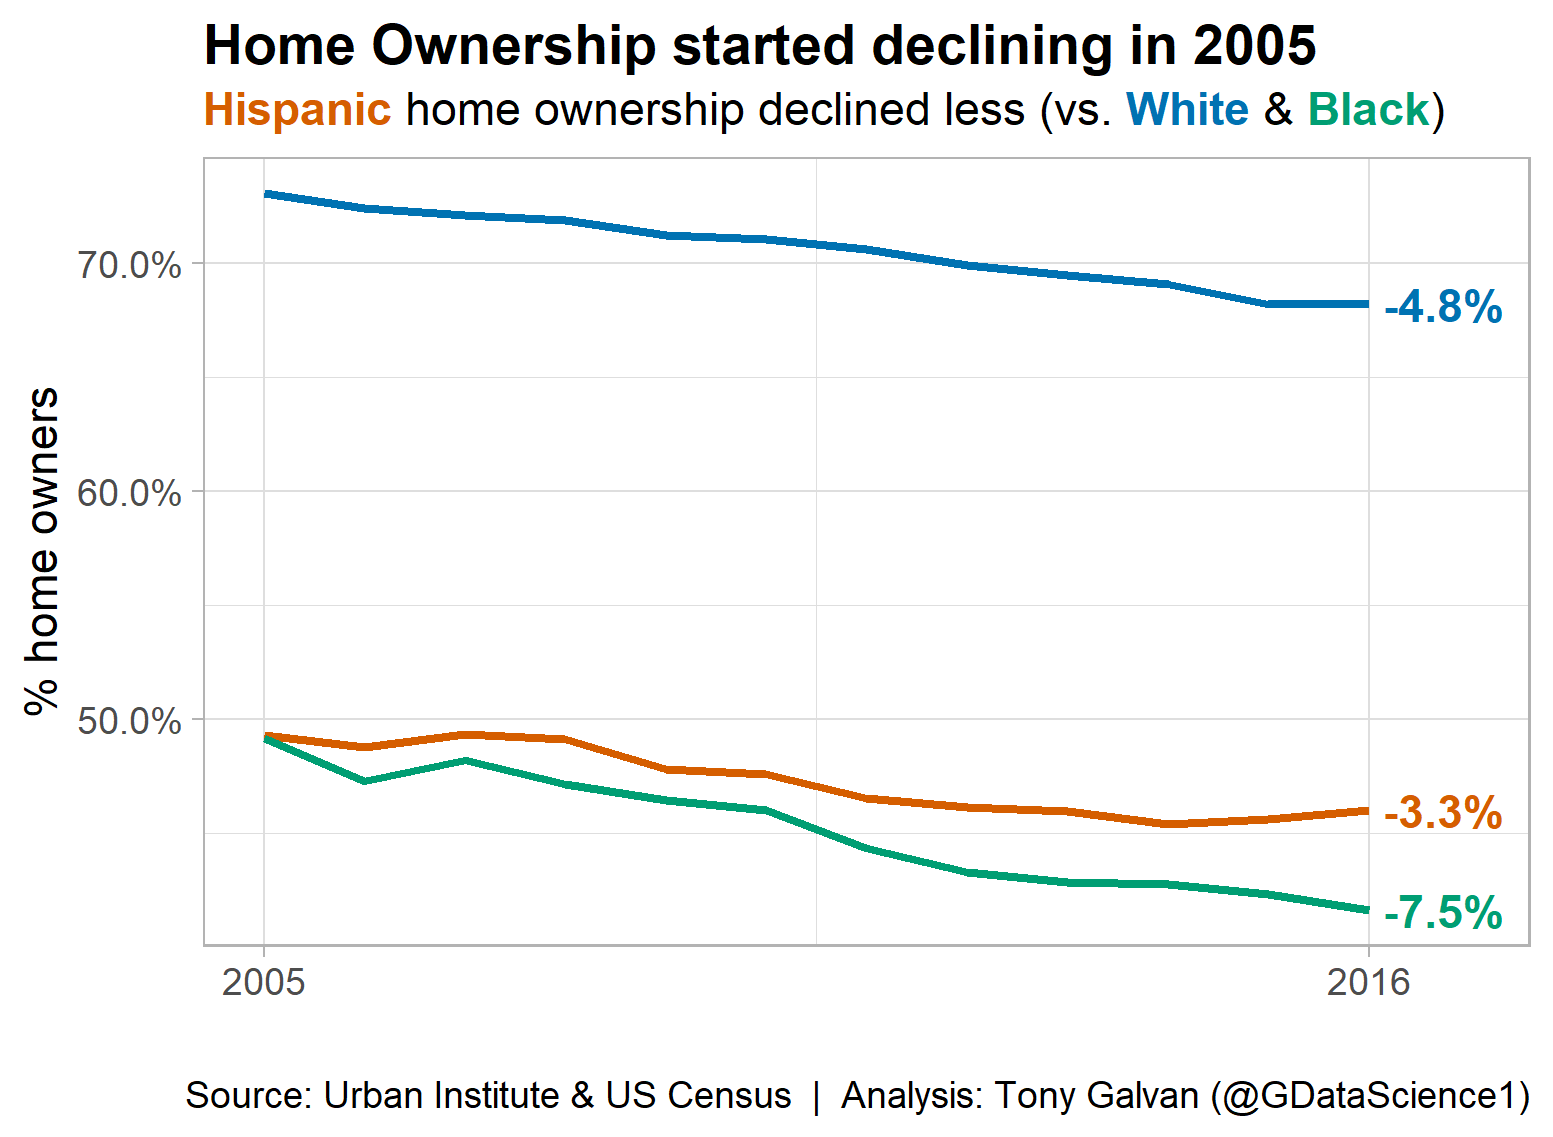 Home Ownership started declining in 2005
Hispanic home ownership declined less (vs. White & Black)
% home owners
70.0%
60.0%
50.0%
-4.8%
-3.3%
-7.5%
2005
2016
Source: Urban Institute & US Census | Analysis: Tony Galvan (@GDataScience1)